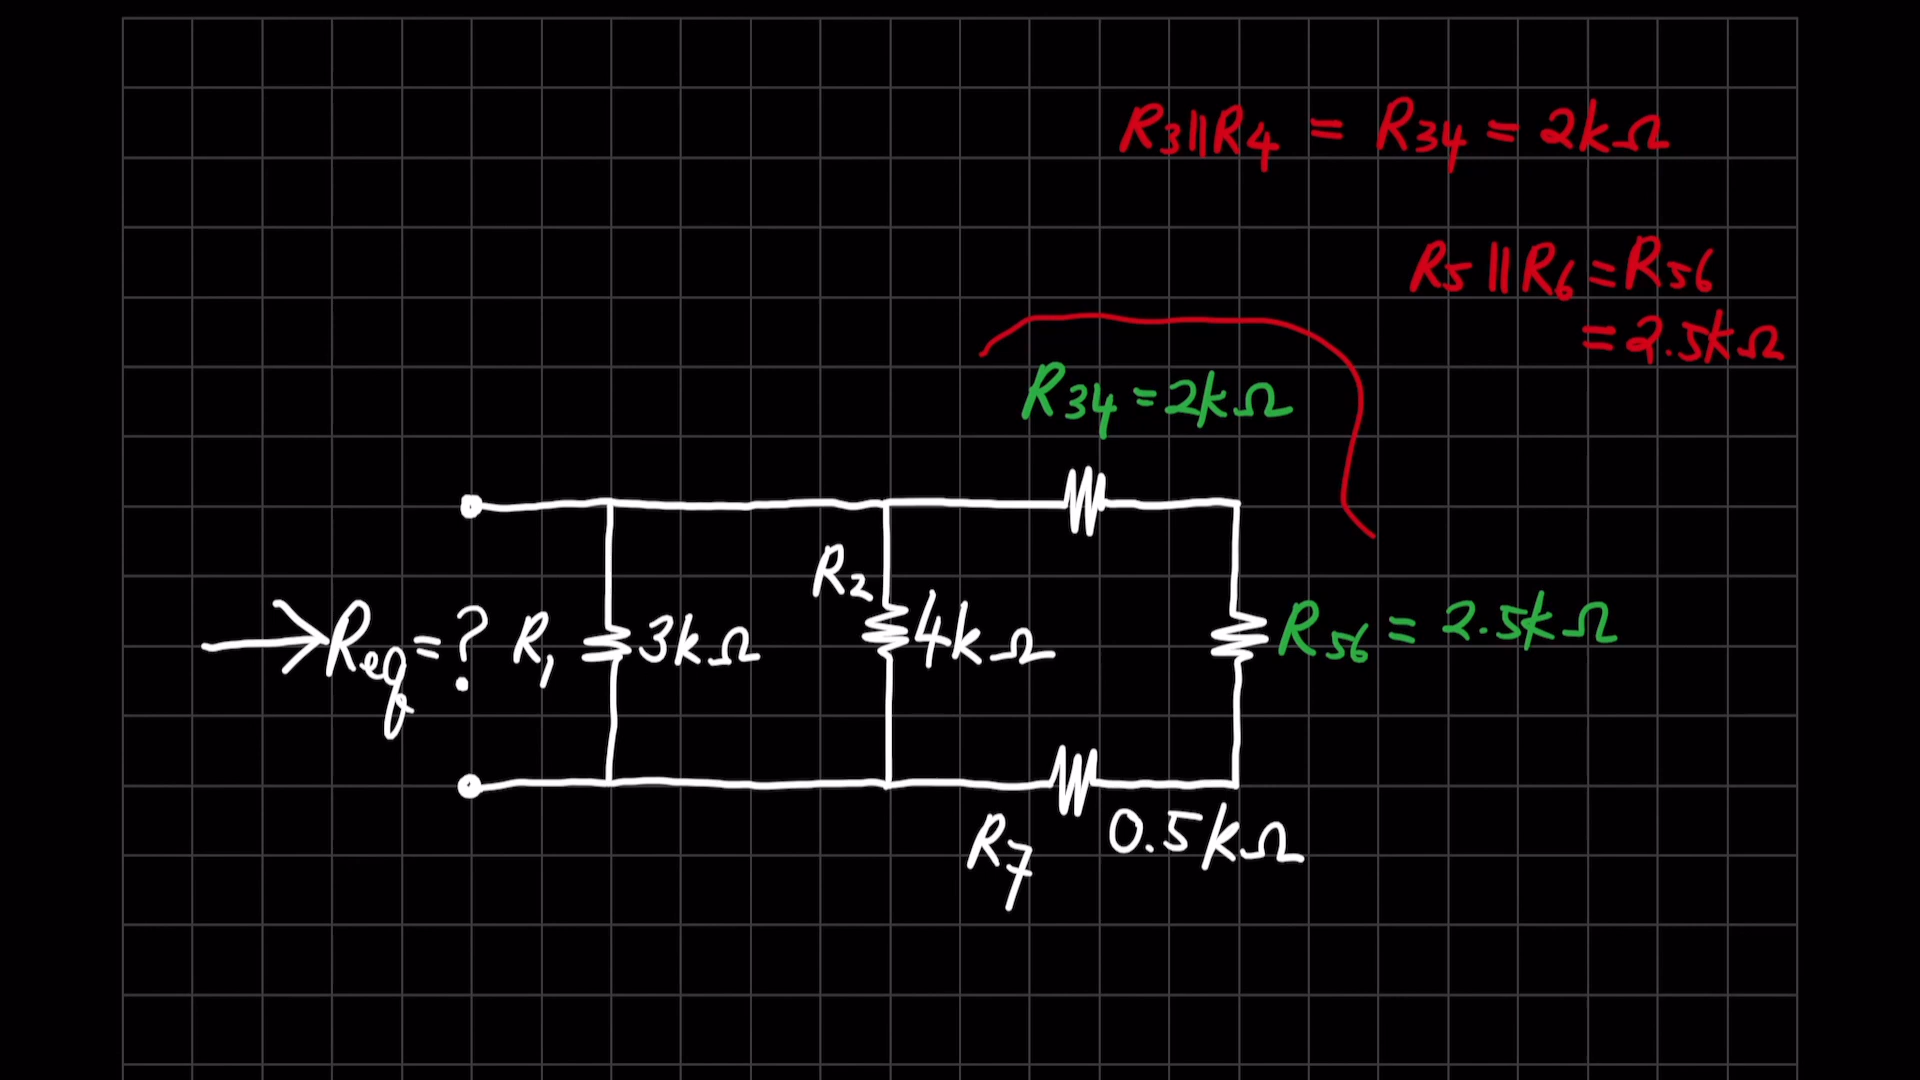 R3||R4 = R34 = 2kΩ
R5 || R6 = R56
= 2.5kΩ
R34 = 2kΩ
R2
Req = ? R1 3kΩ 4kΩ R56 = 2.5kΩ
R7 0.5kΩ